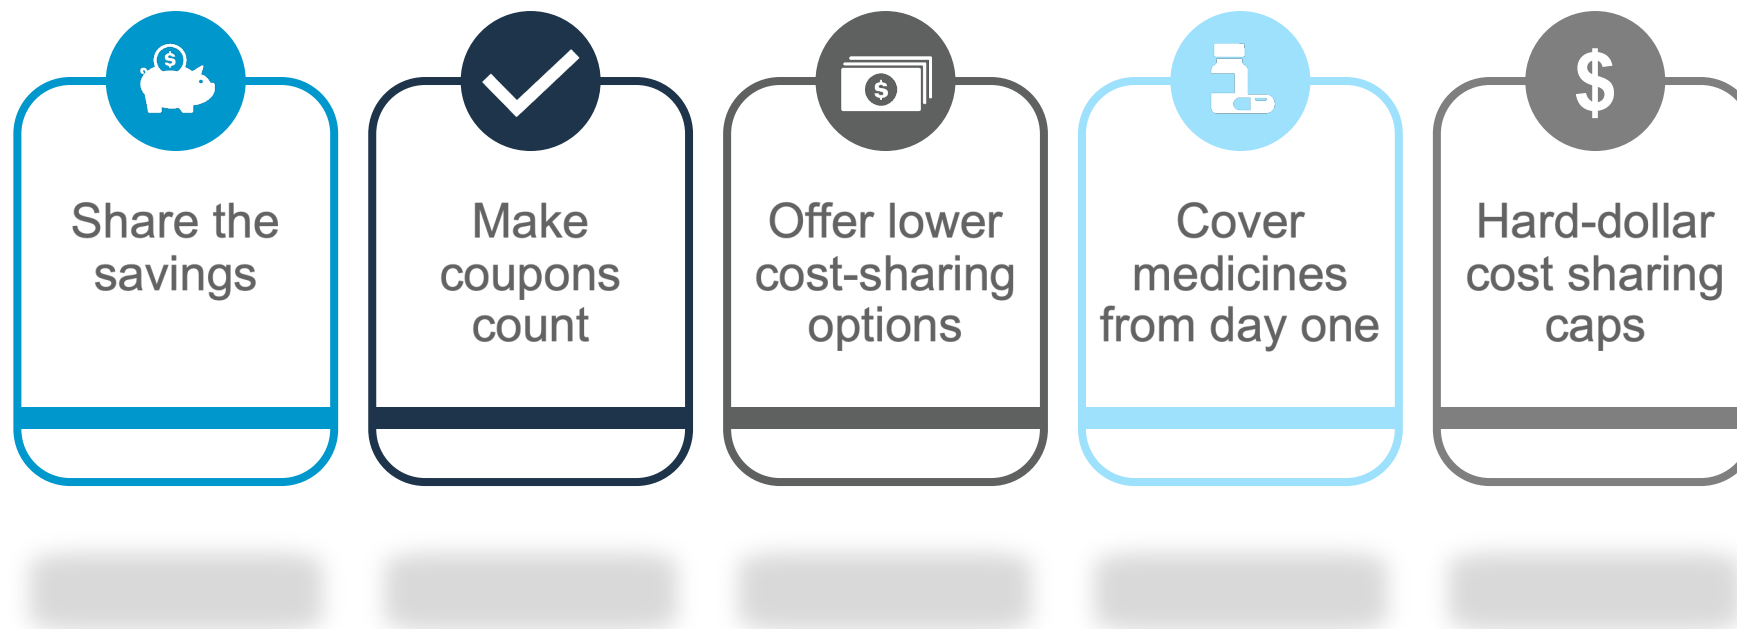 $
$
$
Share the
savings
Make
coupons
count
Offer lower
cost-sharing
options
Cover
medicines
from day one
Hard-dollar
cost sharing
caps